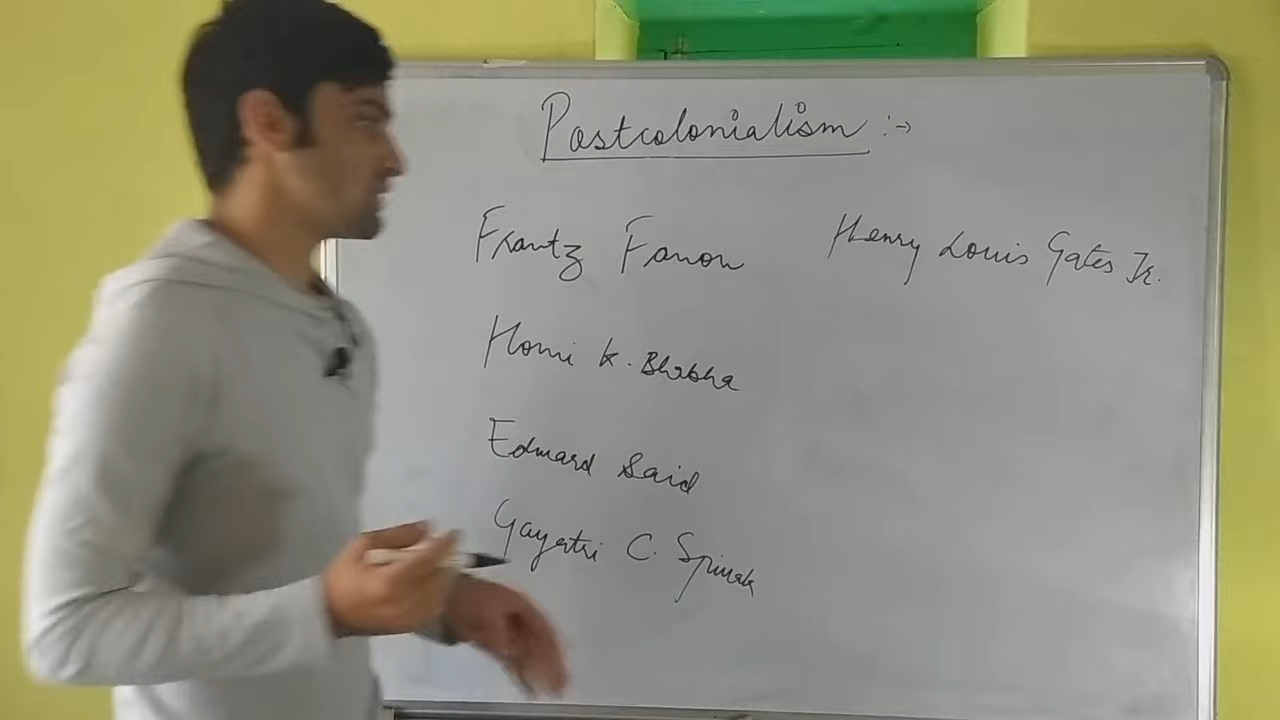 Postcolonialism :→
Frantz Fanon
Henry Louis Gates Jr.
Homi K. Bhabha
Edward Said
Gayatri C. Spivak